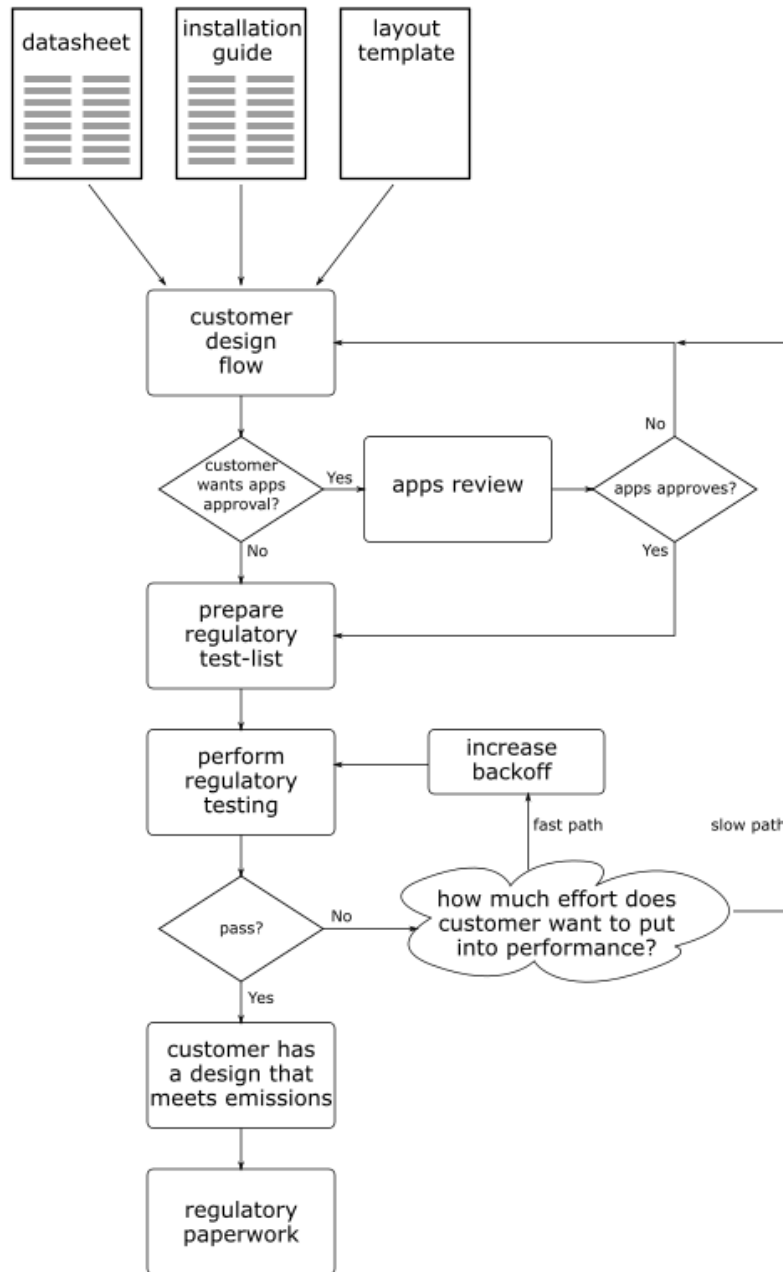 datasheet
installation
guide
layout
template
customer
design
flow
No
customer
wants apps
approval?
Yes
apps review
apps approves?
No
Yes
prepare
regulatory
test-list
perform
regulatory
testing
increase
backoff
fast path
slow path
how much effort does
customer want to put
into performance?
pass?
No
Yes
customer has
a design that
meets emissions
regulatory
paperwork